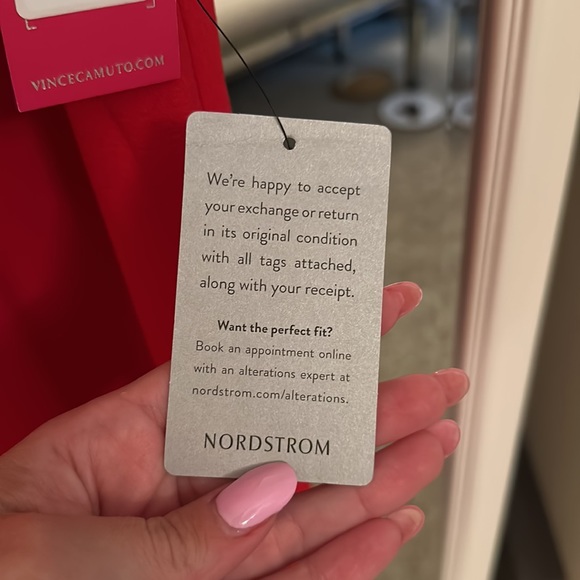 VINCECAMUTO.COM
We're happy to accept
your exchange or return
in its original condition
with all tags attached,
along with your receipt.
Want the perfect fit?
Book an appointment online
with an alterations expert at
nordstrom.com/alterations.
NORDSTROM